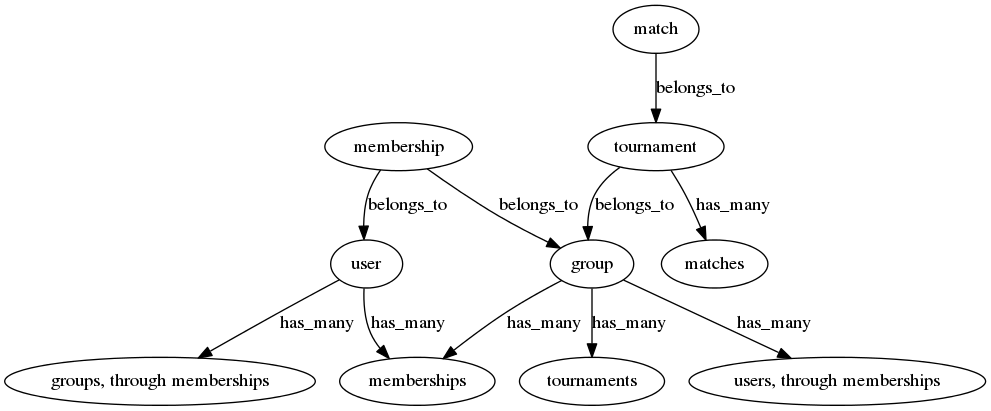 match
belongs_to
membership
tournament
belongs_to
belongs_to
belongs_to
has_many
user
group
matches
has_many
has_many
has_many
has_many
has_many
groups, through memberships
memberships
tournaments
users, through memberships